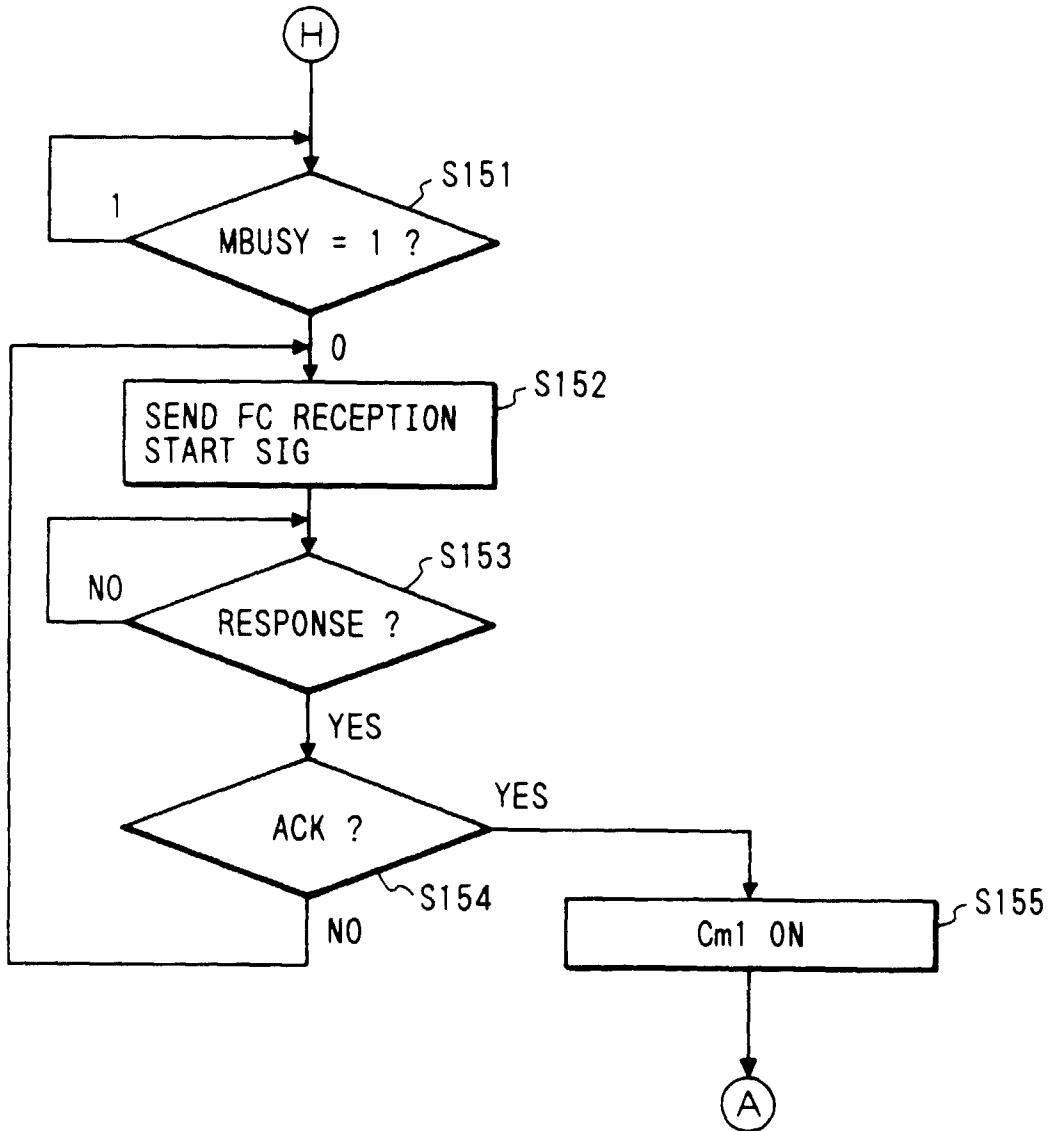 H
S151
1
MBUSY = 1 ?
0
S152
SEND FC RECEPTION
START SIG
S153
NO
RESPONSE ?
YES
YES
ACK ?
S154
S155
NO
Cm1 ON
A